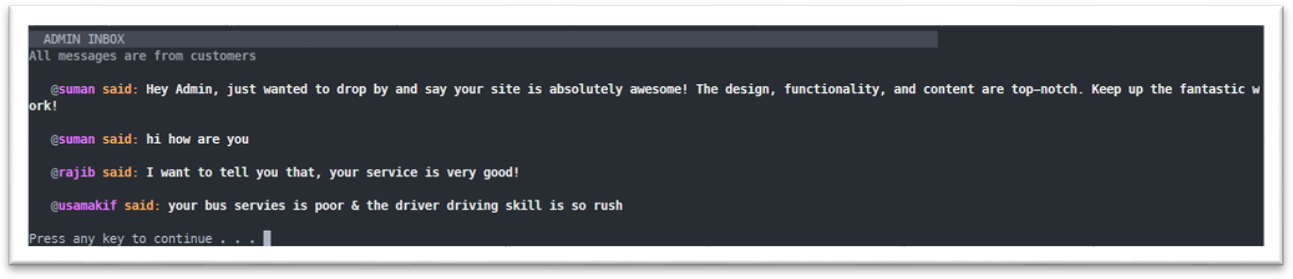 ADMIN INBOX
All messages are from customers
@suman said: Hey Admin, just wanted to drop by and say your site is absolutely awesome! The design, functionality, and content are top-notch. Keep up the fantastic w
ork!
@suman said: hi how are you
@rajib said: I want to tell you that, your service is very good!
@usamakif said: your bus servies is poor & the driver driving skill is so rush
Press any key to continue . . .